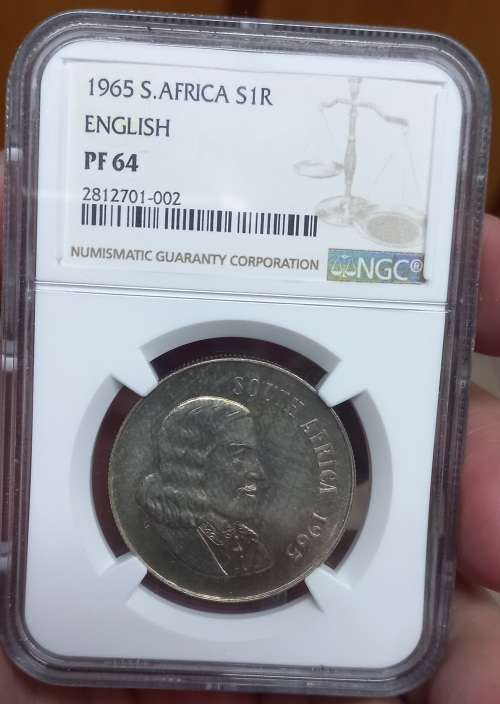 1965 S.AFRICA S1R
ENGLISH
PF 64
2812701-002
NUMISMATIC GUARANTY CORPORATION
NGC®
SOUTH AFRICA 1965